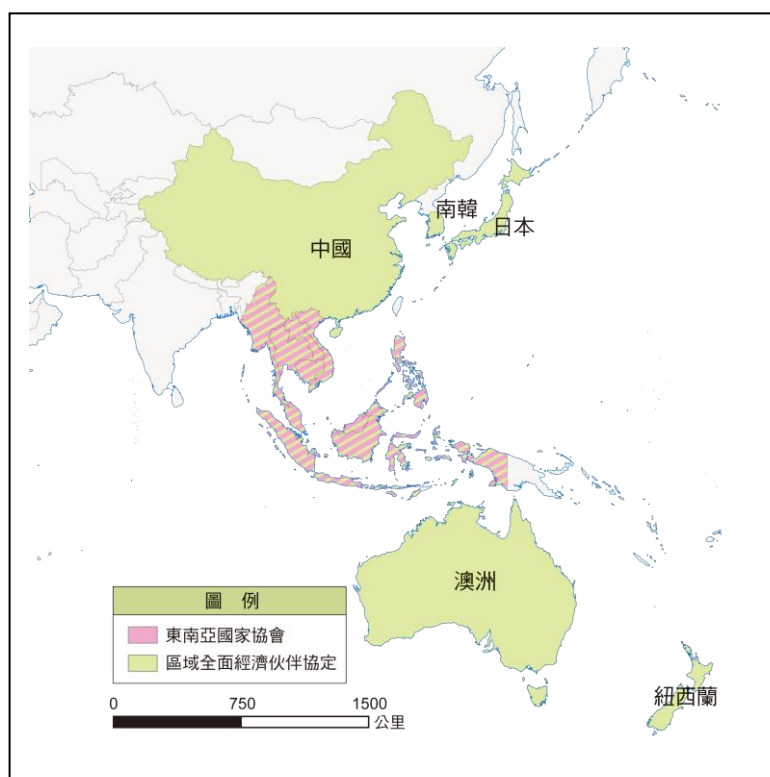 南韓
日本
中國
澳洲
圖 例
東南亞國家協會
區域全面經濟伙伴協定
紐西蘭
0 750 1500
公里